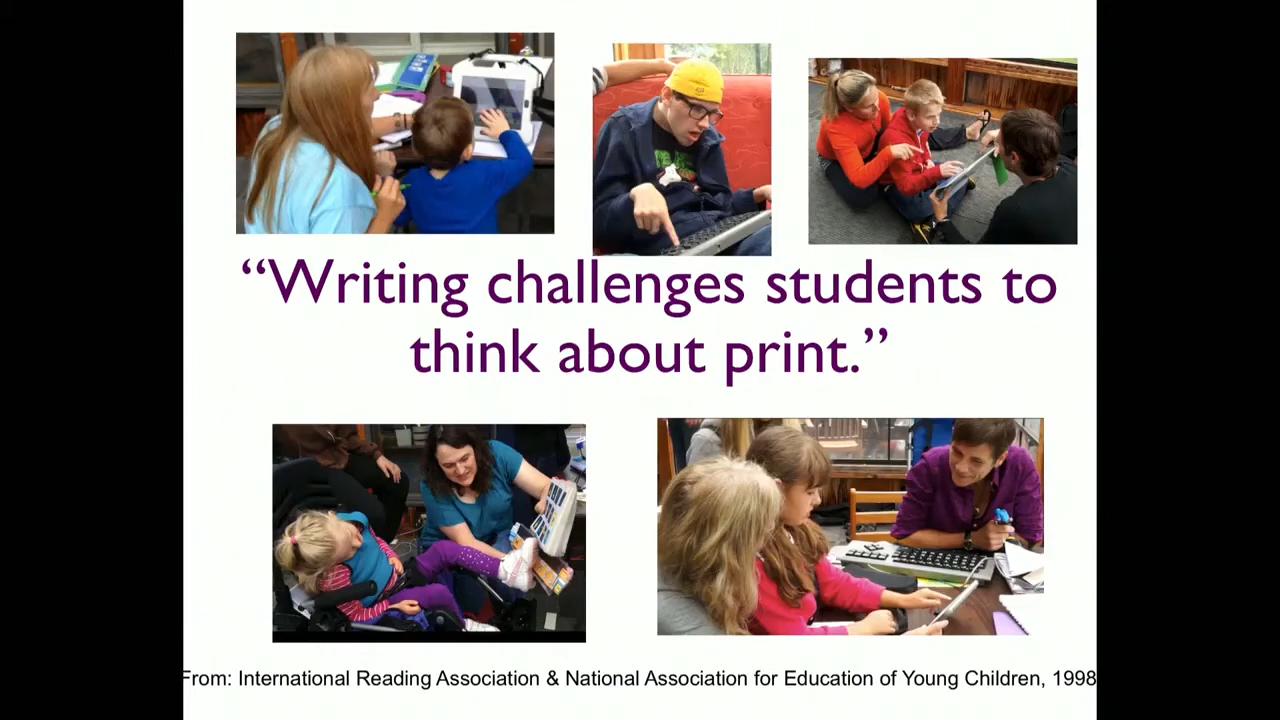 “Writing challenges students to
think about print.”
From: International Reading Association & National Association for Education of Young Children, 1998